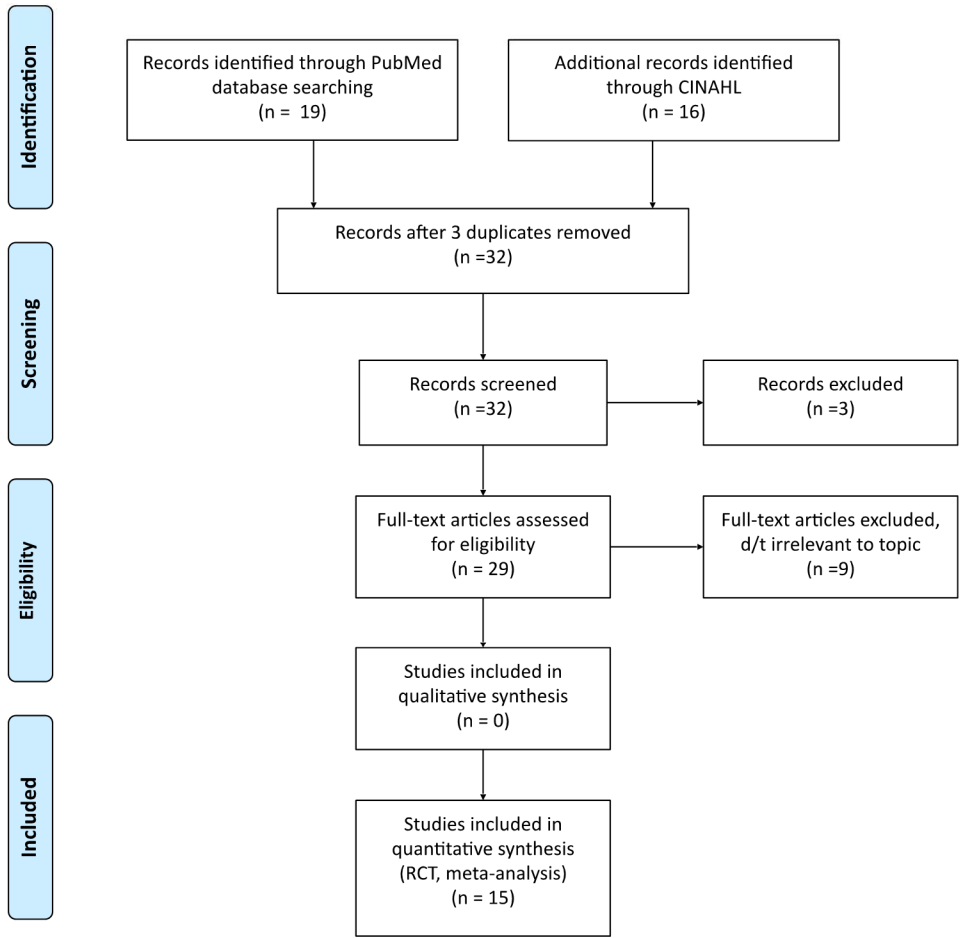 Identification
Records identified through PubMed
database searching
(n =  19)
Additional records identified
through CINAHL
(n = 16)
Records after 3 duplicates removed
(n =32)
Screening
Records screened
(n =32)
Records excluded
(n =3)
Eligibility
Full-text articles assessed
for eligibility
(n = 29)
Full-text articles excluded,
d/t irrelevant to topic
(n =9)
Studies included in
qualitative synthesis
(n = 0)
Included
Studies included in
quantitative synthesis
(RCT, meta-analysis)
(n = 15)